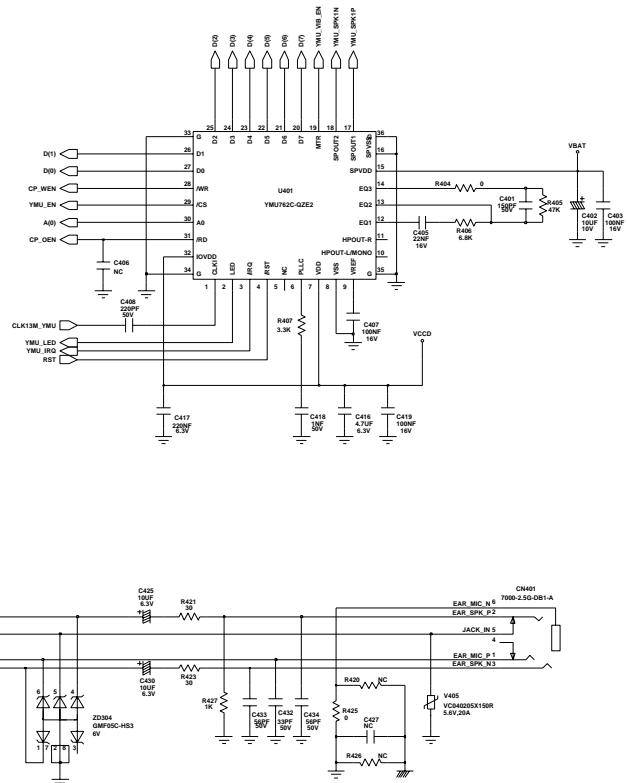 D(2)
D(3)
D(4)
D(5)
D(6)
D(7)
YMU_VIB_EN
YMU_SPK1N
YMU_SPK1P
25 24 23 22 21 20 19 18 17
33 G
D2 D3 D4 D5 D6 D7 MTR SPOUT2 SPOUT1 SPVSS
G 36
16
D(1) 26 D1
SPVDD 15
VBAT
D(0) 27 D0
U401
YMU762C-QZE2
CP_WEN 28 /WR
EQ3 14
R404 0
YMU_EN 29 /CS
EQ2 13
A(0) 30 A0
EQ1 12
CP_OEN 31 /RD
HPOUT-R 11
32 IOVDD
HPOUT-L/MONO 10
34 G
CLKI LED /IRQ /RST NC PLLC VDD VSS VREF
G 35
1 2 3 4 5 6 7 8 9
C401
150PF
50V
R405
47K
C402
10UF
10V
C403
100NF
16V
C405
22NF
16V
R406
6.8K
C406
NC
C408
220PF
50V
CLK13M_YMU
R407
3.3K
C407
100NF
16V
VCCD
YMU_LED
YMU_IRQ
RST
C417
220NF
6.3V
C418
1NF
50V
C416
4.7UF
6.3V
C419
100NF
16V
C425
10UF
6.3V
R421
30
CN401
7000-2.5G-DB1-A
EAR_MIC_N 6
EAR_SPK_P 2
JACK_IN 5
4
EAR_MIC_P 1
EAR_SPK_N 3
C430
10UF
6.3V
R423
30
6 5 4
ZD304
GMF05C-HS3
6V
1 7 2 8 3
R427
1K
C433
56PF
50V
C432
33PF
50V
C434
56PF
50V
R420 NC
R425
0
C427
NC
R426 NC
V405
VC040205X150R
5.6V,20A